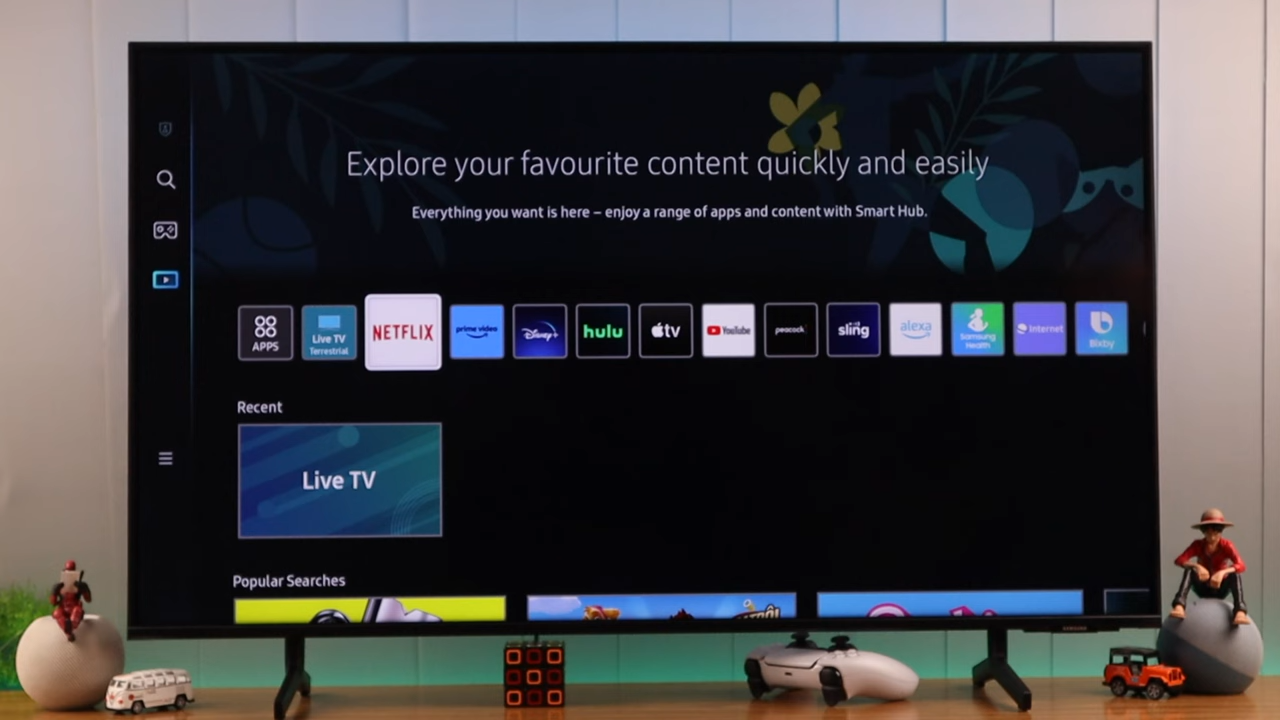 Explore your favourite content quickly and easily
Everything you want is here – enjoy a range of apps and content with Smart Hub.
APPS
Live TV
Terrestrial
NETFLIX
prime video
Disney+
hulu
tv
YouTube
peacock
sling
alexa
Samsung
Health
Internet
Bixby
Recent
Live TV
Popular Searches
SAMSUNG